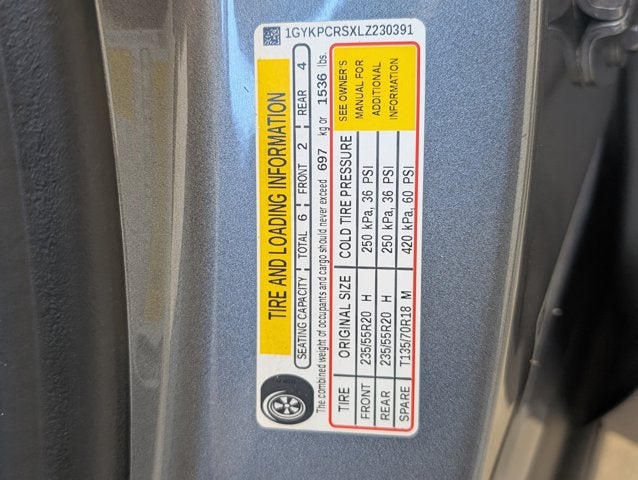 1GYKPCRSXLZ230391
TIRE AND LOADING INFORMATION
SEATING CAPACITY TOTAL 6 FRONT 2 REAR 4
The combined weight of occupants and cargo should never exceed 697 kg or 1536 lbs.
TIRE ORIGINAL SIZE COLD TIRE PRESSURE SEE OWNER'S
FRONT 235/55R20 H 250 kPa, 36 PSI MANUAL FOR
REAR 235/55R20 H 250 kPa, 36 PSI ADDITIONAL
SPARE T135/70R18 M 420 kPa, 60 PSI INFORMATION